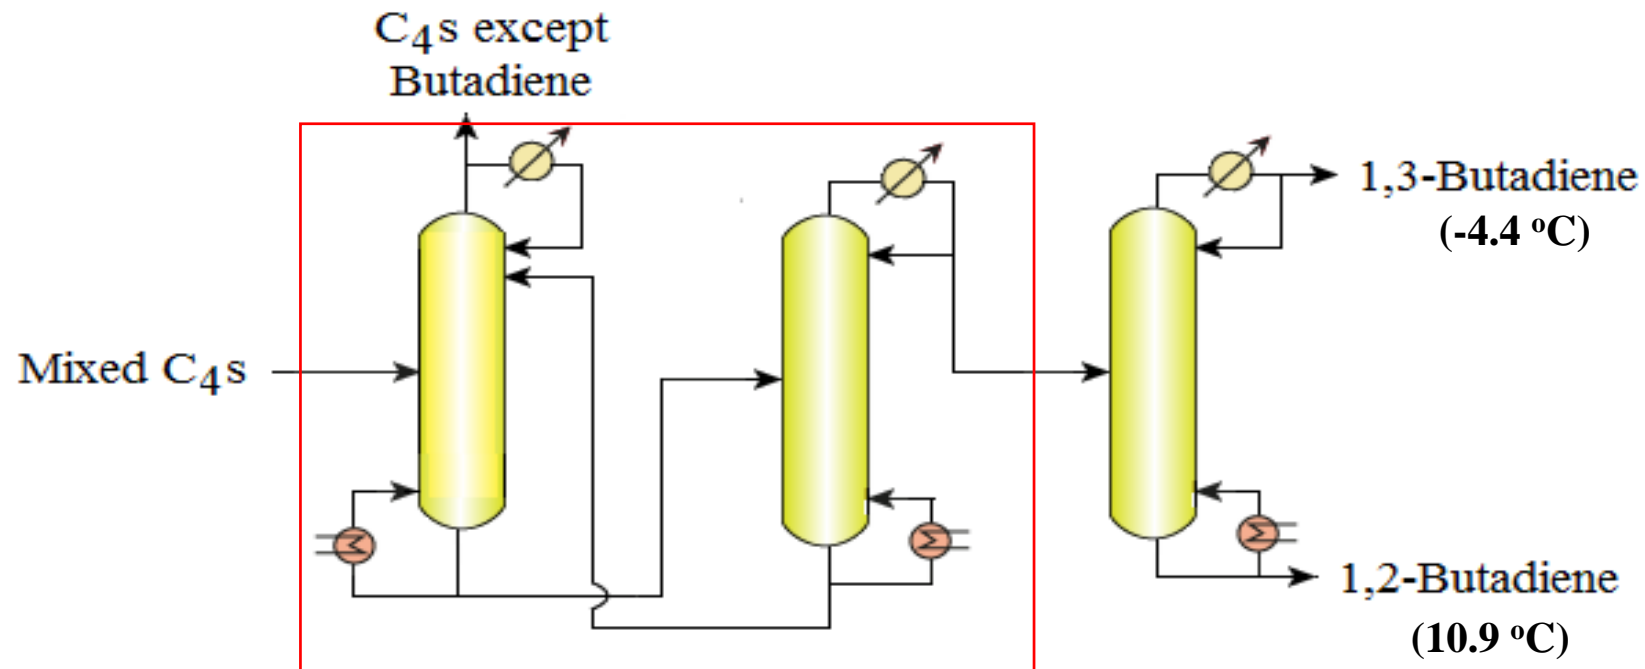 C₄s except
Butadiene
1,3-Butadiene
(-4.4 ᵒC)
Mixed C₄s
1,2-Butadiene
(10.9 ᵒC)